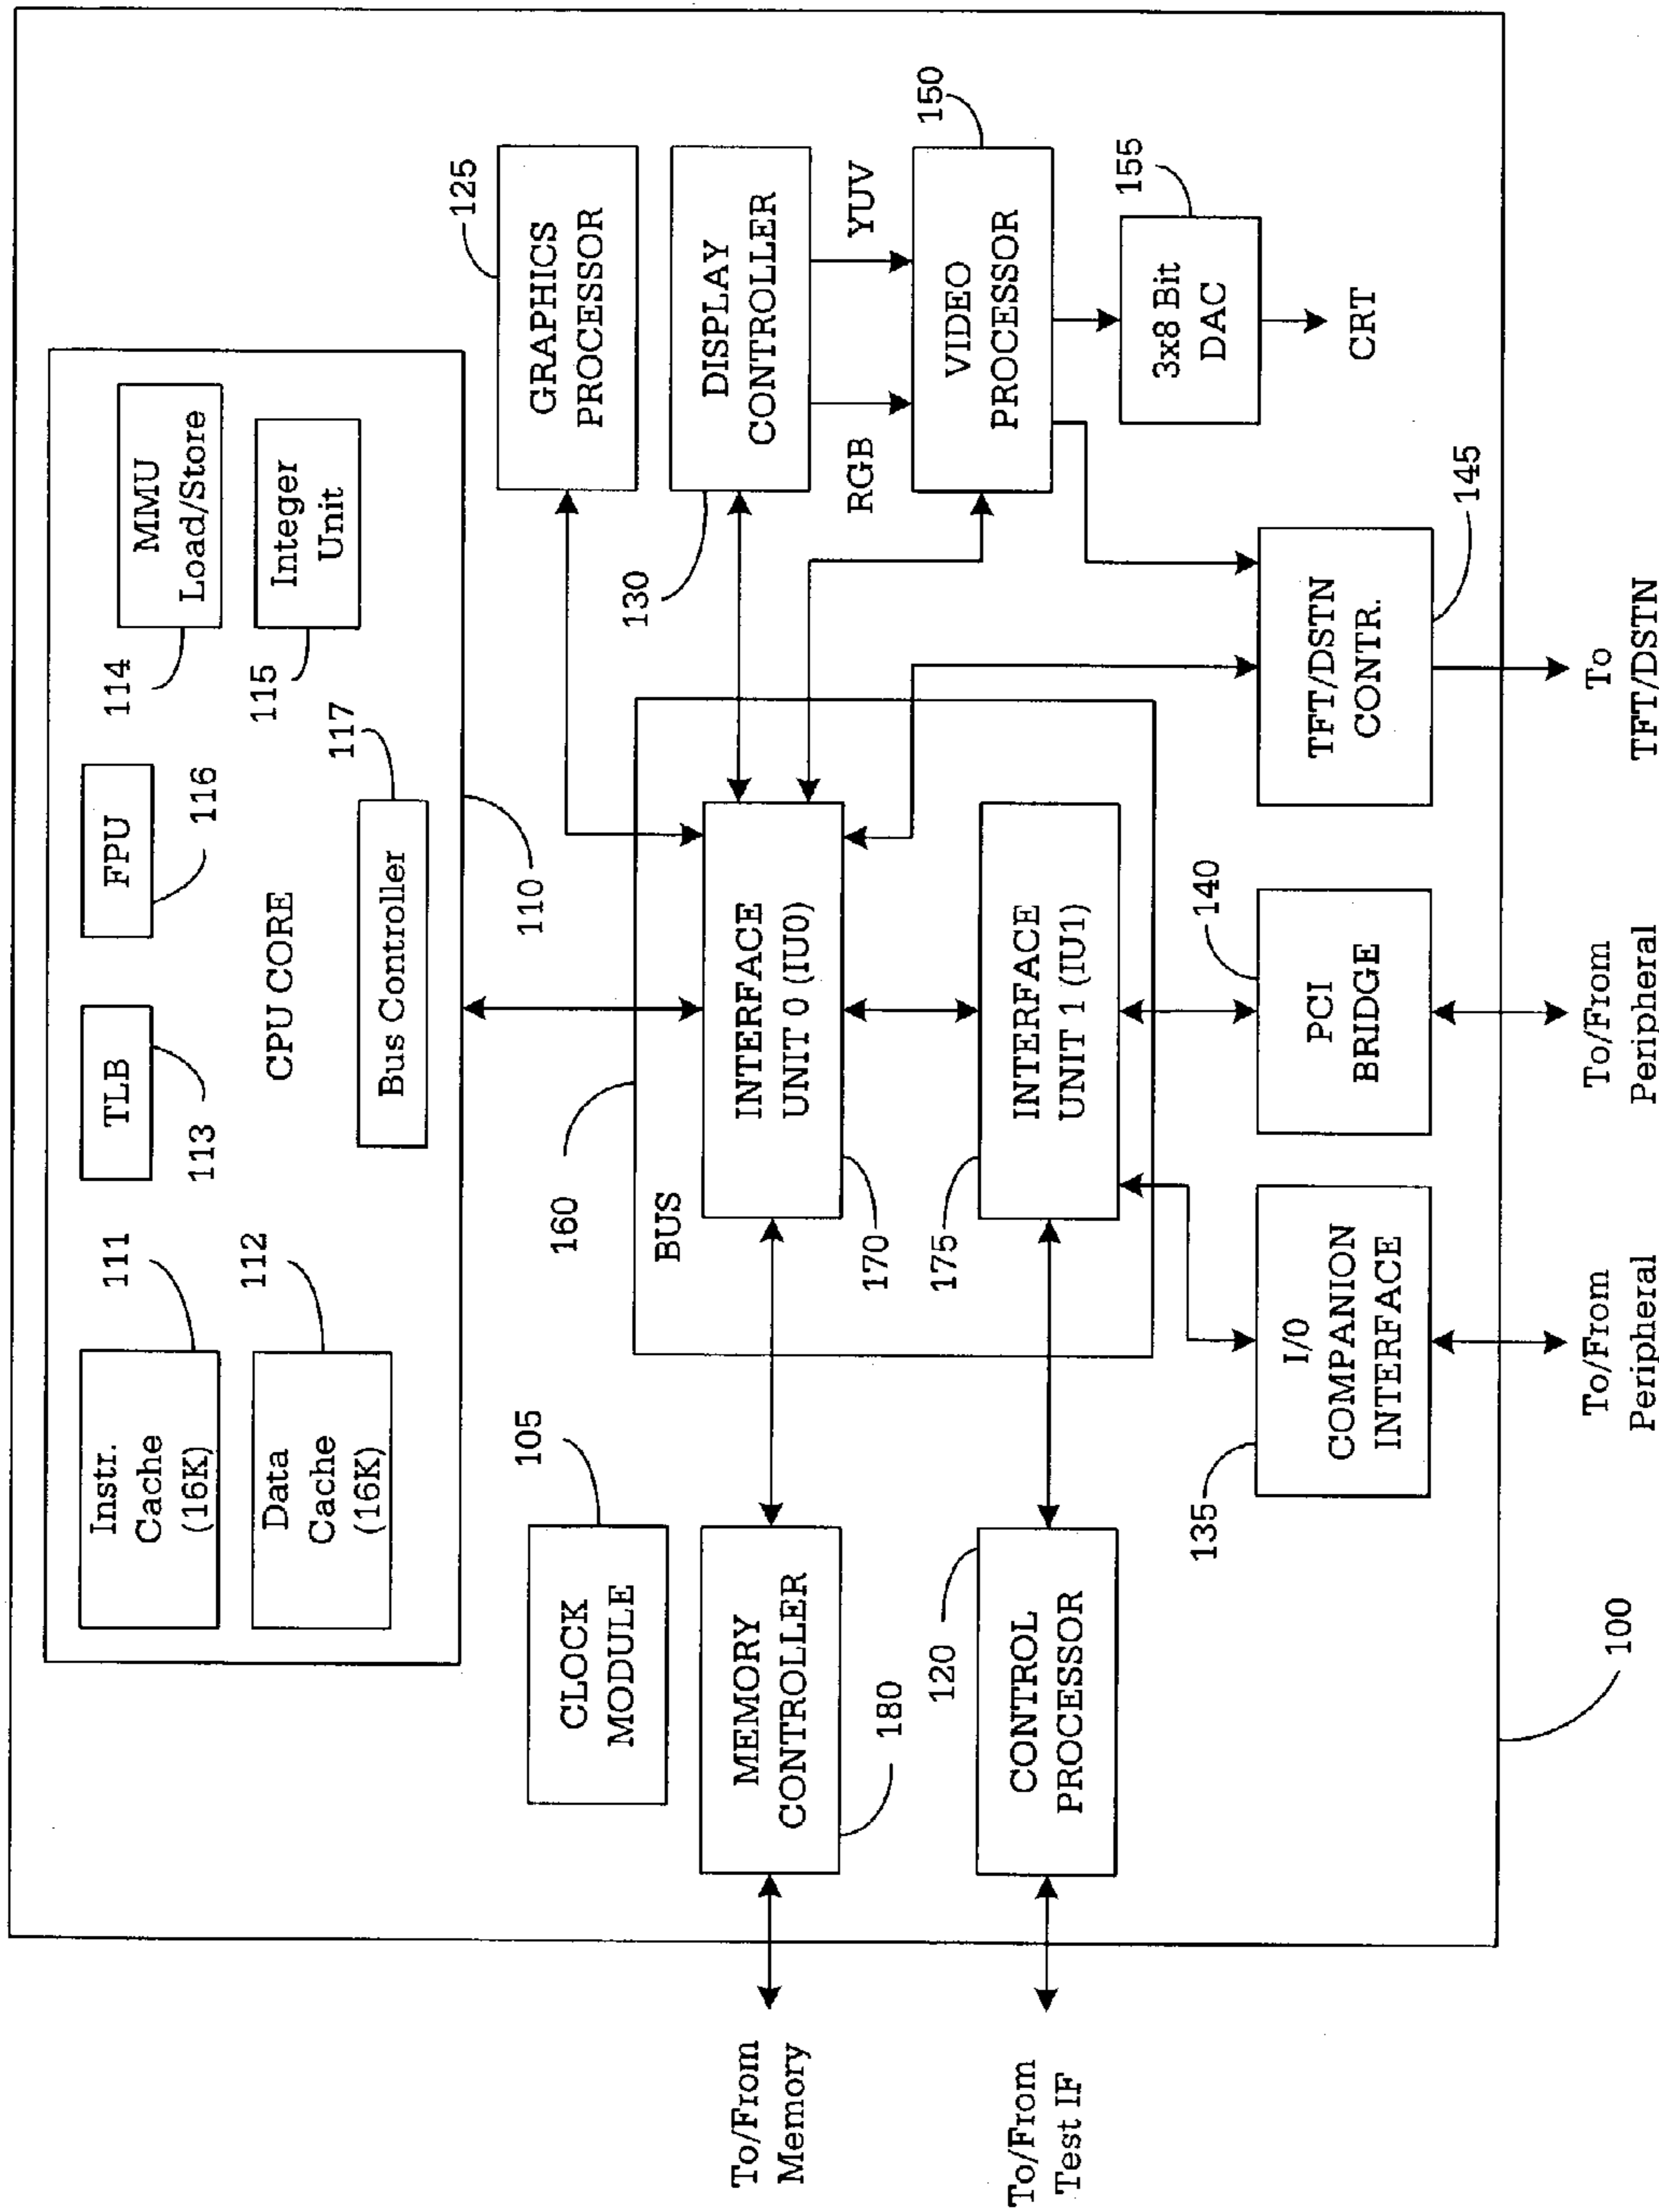 Instr.
Cache
(16K)
111
Data
Cache
(16K)
112
TLB
113
FPU
116
MMU
Load/Store
114
Integer
Unit
115
CPU CORE
Bus Controller
117
110
CLOCK
MODULE
105
GRAPHICS
PROCESSOR
125
160
BUS
To/From
Memory
MEMORY
CONTROLLER
180
INTERFACE
UNIT 0 (IU0)
170
DISPLAY
CONTROLLER
130
RGB
YUV
To/From
Test IF
CONTROL
PROCESSOR
120
INTERFACE
UNIT 1 (IU1)
175
VIDEO
PROCESSOR
150
3x8 Bit
DAC
155
CRT
I/O
COMPANION
INTERFACE
135
PCI
BRIDGE
140
TFT/DSTN
CONTR.
145
To/From
Peripheral
To/From
Peripheral
To
TFT/DSTN
100